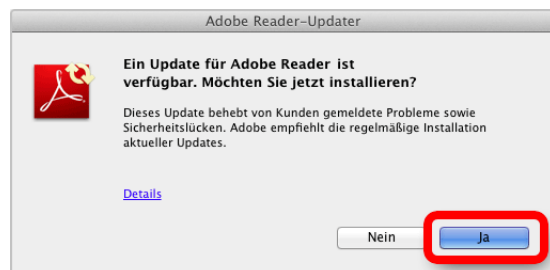 Adobe Reader-Updater
Ein Update für Adobe Reader ist
verfügbar. Möchten Sie jetzt installieren?
Dieses Update behebt von Kunden gemeldete Probleme sowie
Sicherheitslücken. Adobe empfiehlt die regelmäßige Installation
aktueller Updates.
Details
Nein
Ja